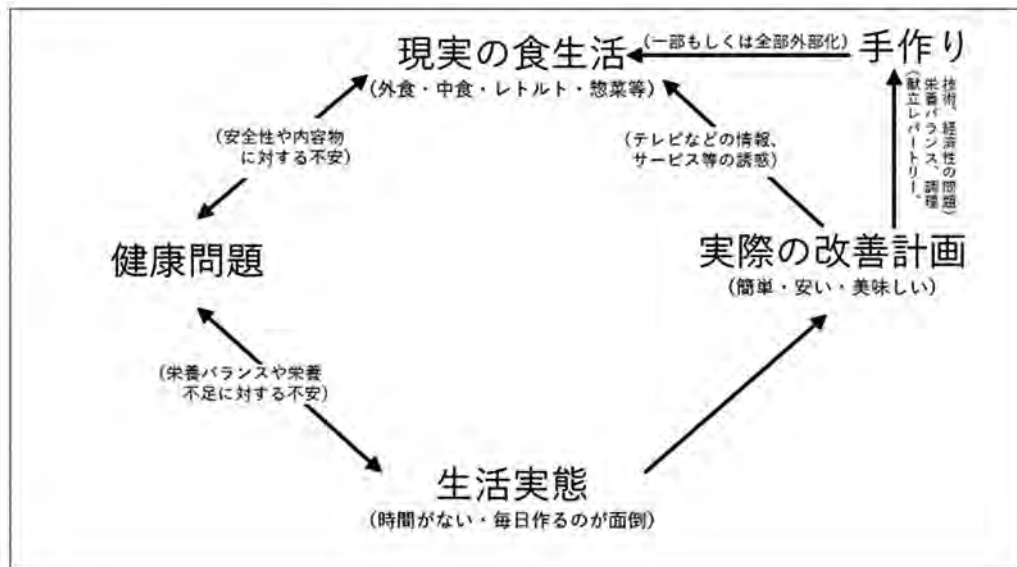 現実の食生活
(外食・中食・レトルト・惣菜等)
(一部もしくは全部外部化)
手作り
(献立レパートリー、
栄養バランス、調理
技術、経済性の問題)
(安全性や内容物
に対する不安)
(テレビなどの情報、
サービス等の誘惑)
健康問題
実際の改善計画
(簡単・安い・美味しい)
(栄養バランスや栄養
不足に対する不安)
生活実態
(時間がない・毎日作るのが面倒)